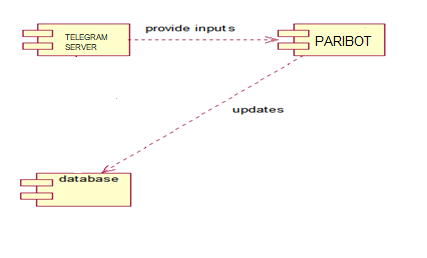 provide inputs
TELEGRAM
SERVER
PARIBOT
updates
database